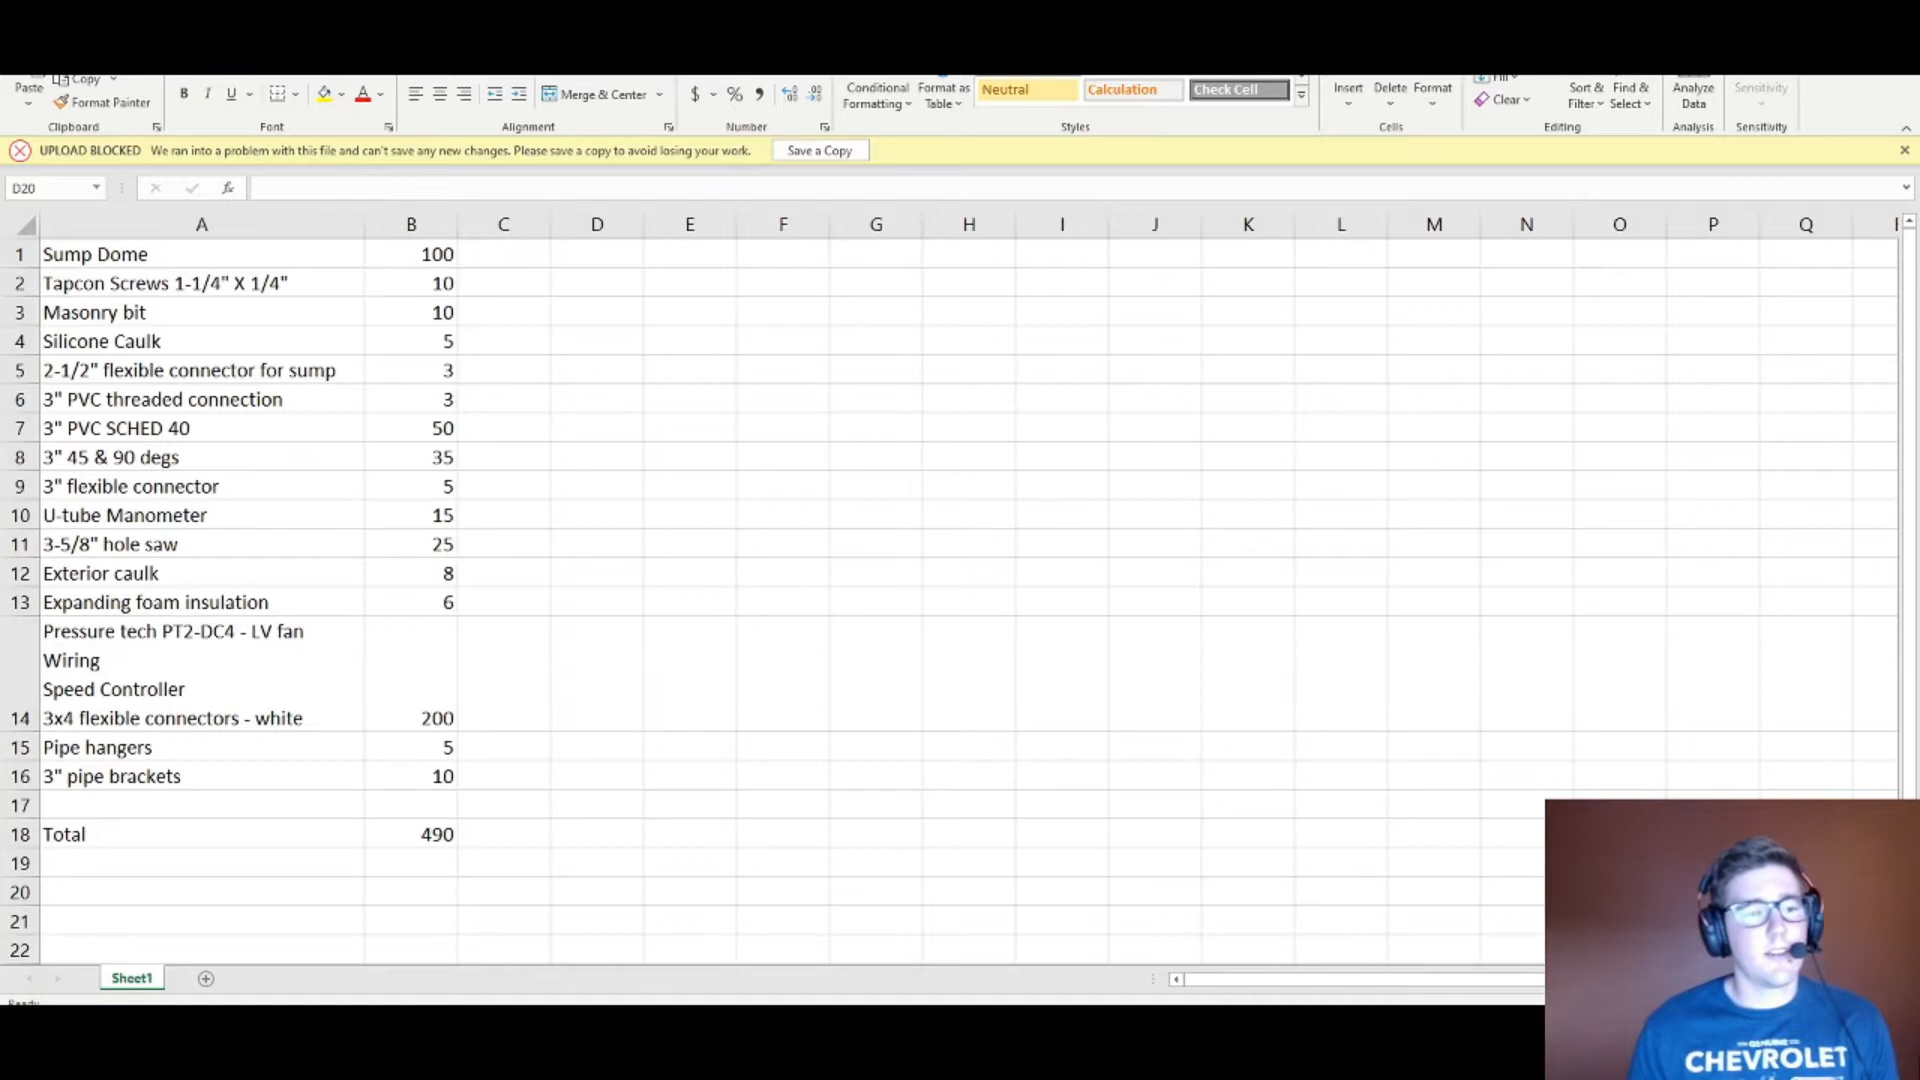 Paste
Copy
Format Painter
Clipboard
B I U
A
Font
Merge & Center
Alignment
$ % 9
Number
Conditional Formatting
Format as Table
Neutral
Calculation
Check Cell
Styles
Insert
Delete
Format
Cells
Fill
Clear
Sort & Filter
Find & Select
Editing
Analyze Data
Analysis
Sensitivity
Sensitivity
UPLOAD BLOCKED We ran into a problem with this file and can't save any new changes. Please save a copy to avoid losing your work. Save a Copy
D20 fx
A B C D E F G H I J K L M N O P Q
1 Sump Dome 100
2 Tapcon Screws 1-1/4" X 1/4" 10
3 Masonry bit 10
4 Silicone Caulk 5
5 2-1/2" flexible connector for sump 3
6 3" PVC threaded connection 3
7 3" PVC SCHED 40 50
8 3" 45 & 90 degs 35
9 3" flexible connector 5
10 U-tube Manometer 15
11 3-5/8" hole saw 25
12 Exterior caulk 8
13 Expanding foam insulation 6
Pressure tech PT2-DC4 - LV fan
Wiring
Speed Controller
14 3x4 flexible connectors - white 200
15 Pipe hangers 5
16 3" pipe brackets 10
17
18 Total 490
19
20
21
22
Sheet1
CHEVROLET